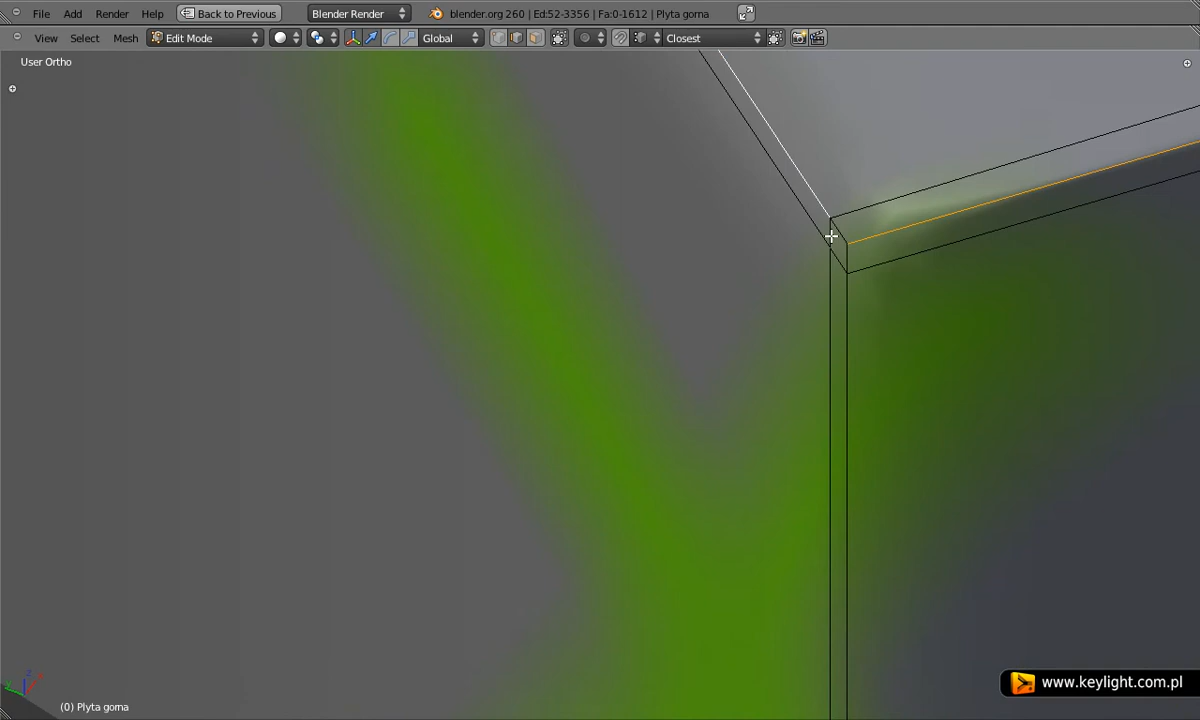 File Add Render Help Back to Previous Blender Render blender.org 260 | Ed:52-3356 | Fa:0-1612 | Plyta gorna
View Select Mesh Edit Mode Global Closest
User Ortho
(0) Plyta gorna
www.keylight.com.pl